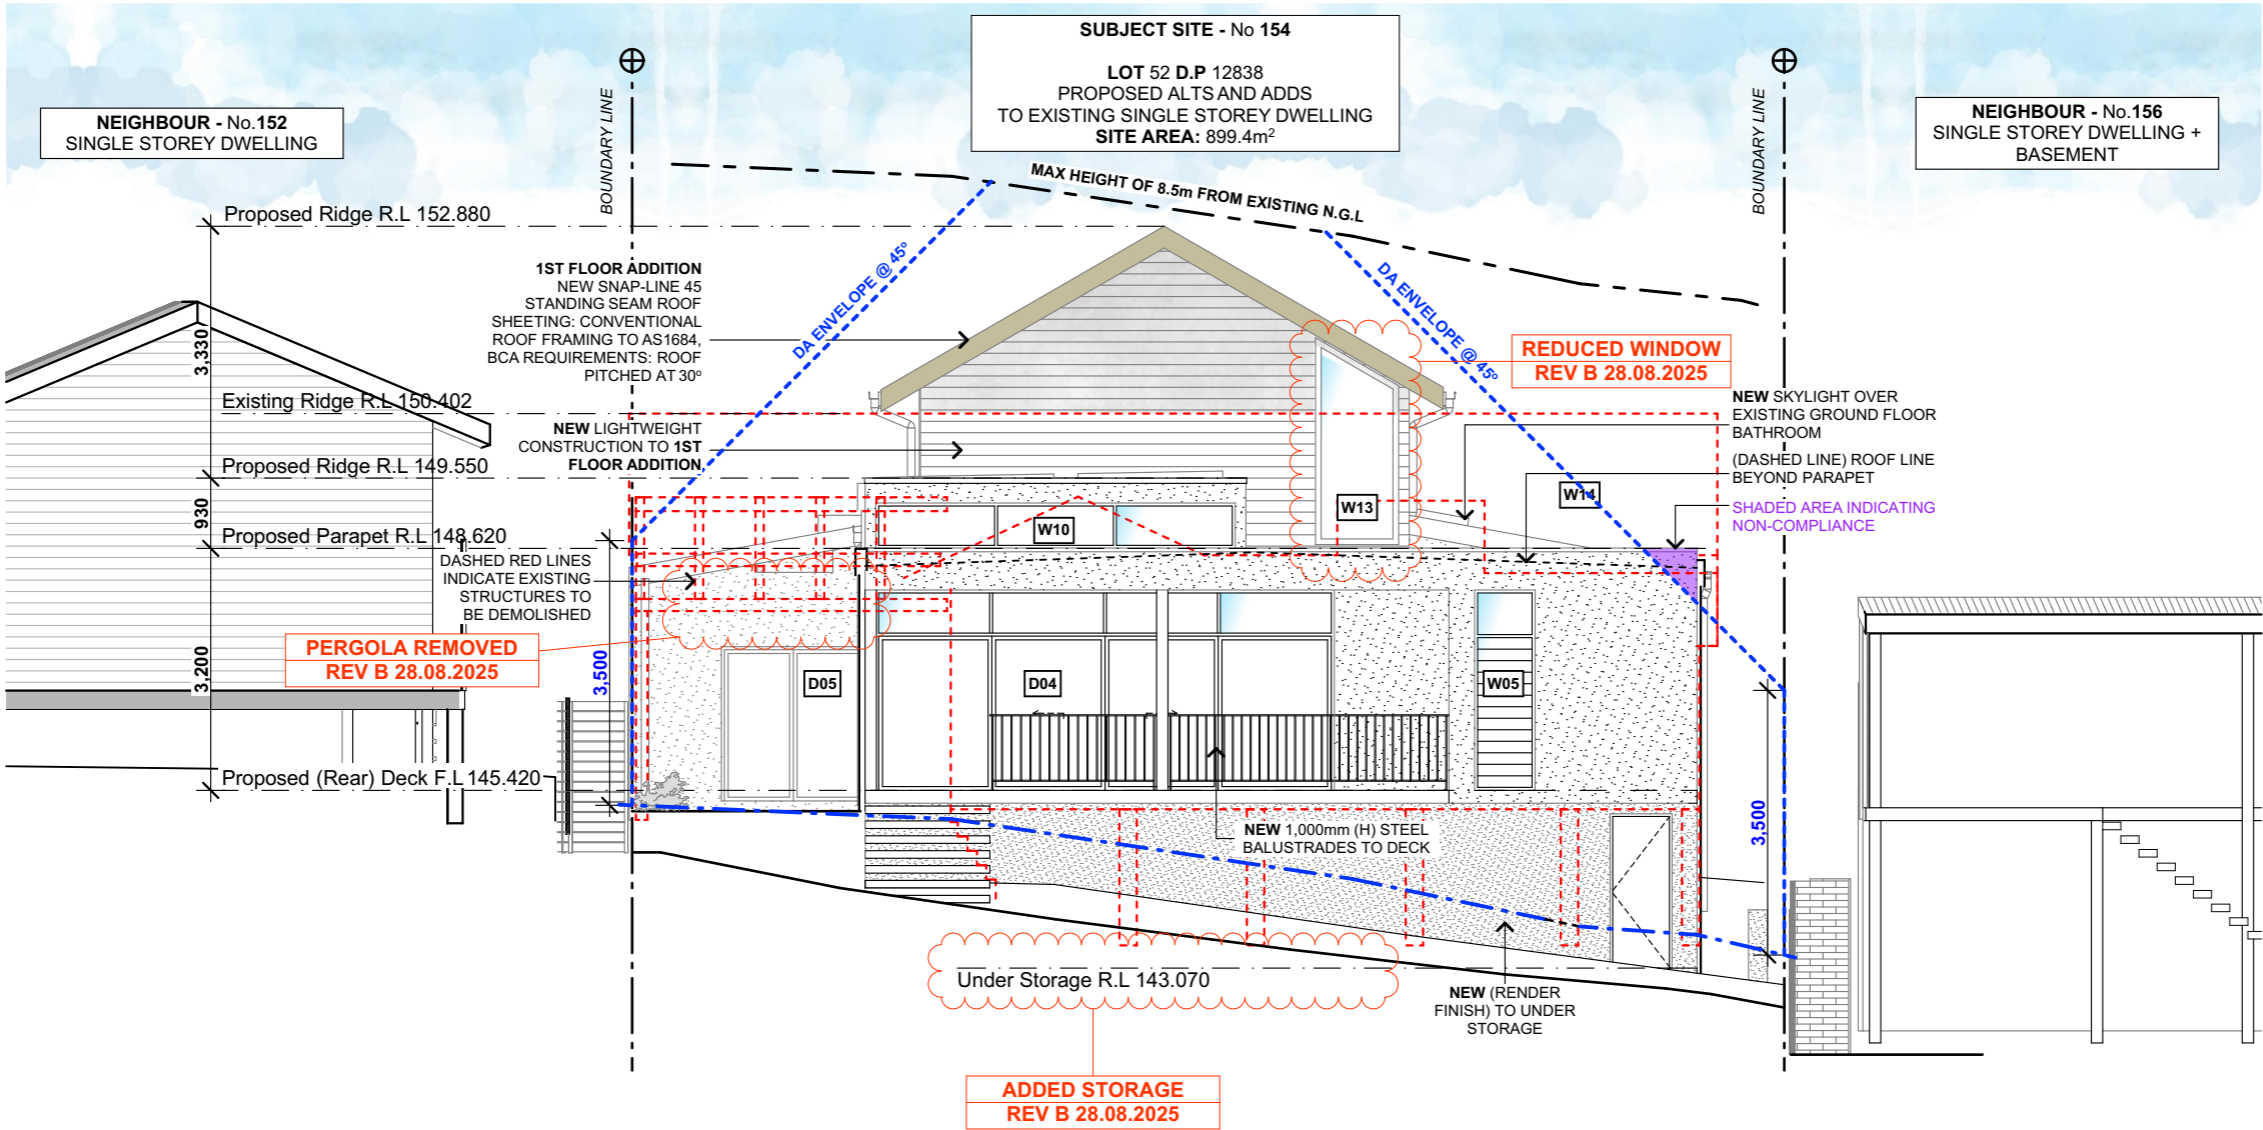 SUBJECT SITE - No 154
LOT 52 D.P 12838
PROPOSED ALTS AND ADDS
TO EXISTING SINGLE STOREY DWELLING
SITE AREA: 899.4m²
NEIGHBOUR - No.152
SINGLE STOREY DWELLING
NEIGHBOUR - No.156
SINGLE STOREY DWELLING +
BASEMENT
BOUNDARY LINE
BOUNDARY LINE
MAX HEIGHT OF 8.5m FROM EXISTING N.G.L
Proposed Ridge R.L 152.880
DA ENVELOPE @ 45º
DA ENVELOPE @ 45º
1ST FLOOR ADDITION
NEW SNAP-LINE 45
STANDING SEAM ROOF
SHEETING: CONVENTIONAL
ROOF FRAMING TO AS1684,
BCA REQUIREMENTS: ROOF
PITCHED AT 30º
3,330
REDUCED WINDOW
REV B 28.08.2025
Existing Ridge R.L 150.402
NEW LIGHTWEIGHT
CONSTRUCTION TO 1ST
FLOOR ADDITION
NEW SKYLIGHT OVER
EXISTING GROUND FLOOR
BATHROOM
Proposed Ridge R.L 149.550
(DASHED LINE) ROOF LINE
BEYOND PARAPET
930
W10
W13
W14
SHADED AREA INDICATING
NON-COMPLIANCE
Proposed Parapet R.L 148.620
DASHED RED LINES
INDICATE EXISTING
STRUCTURES TO
BE DEMOLISHED
PERGOLA REMOVED
REV B 28.08.2025
3,200
3,500
D05
D04
W05
Proposed (Rear) Deck F.L 145.420
3,500
NEW 1,000mm (H) STEEL
BALUSTRADES TO DECK
Under Storage R.L 143.070
NEW (RENDER
FINISH) TO UNDER
STORAGE
ADDED STORAGE
REV B 28.08.2025